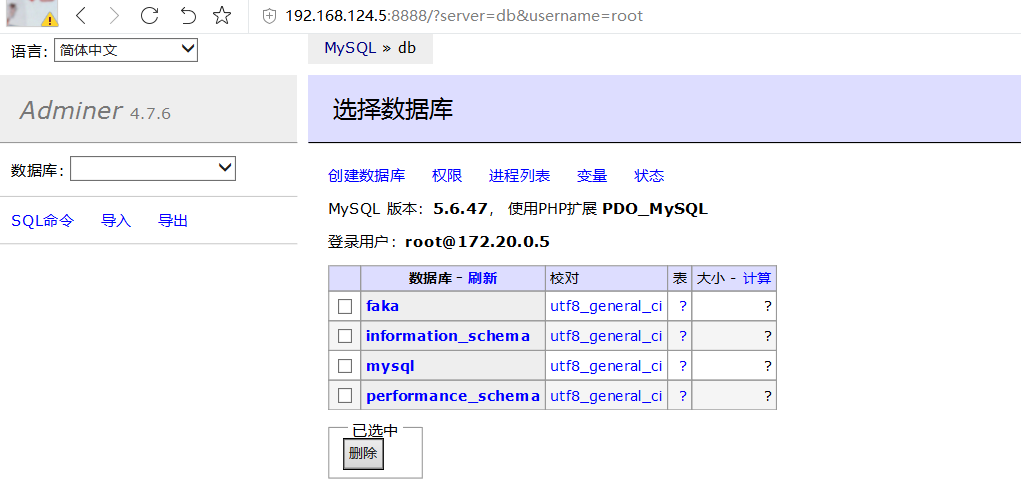 192.168.124.5:8888/?server=db&username=root
语言: 简体中文
MySQL » db
Adminer 4.7.6
选择数据库
数据库:
SQL命令 导入 导出
创建数据库 权限 进程列表 变量 状态
MySQL 版本：5.6.47， 使用PHP扩展 PDO_MySQL
登录用户：root@172.20.0.5
数据库 - 刷新 校对 表 大小 - 计算
faka utf8_general_ci ? ?
information_schema utf8_general_ci ? ?
mysql utf8_general_ci ? ?
performance_schema utf8_general_ci ? ?
已选中
删除